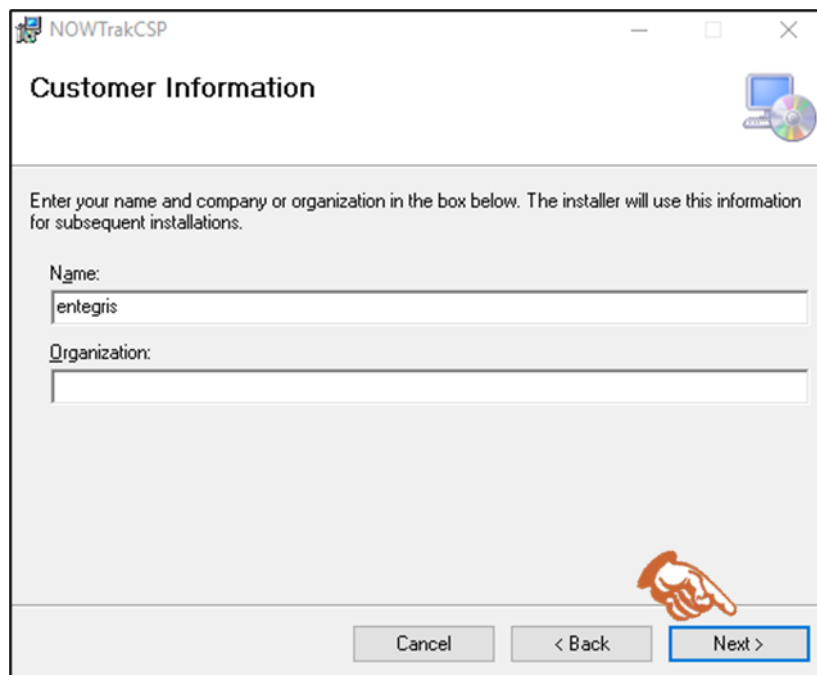 NOWTrakCSP
Customer Information
Enter your name and company or organization in the box below. The installer will use this information
for subsequent installations.
Name:
entegris
Organization:
Cancel
< Back
Next >